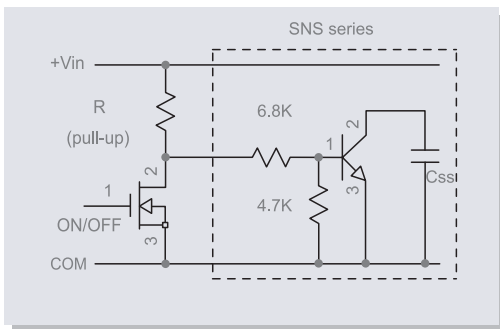 SNS series
+Vin
R
(pull-up)
6.8K
2
1
2
1
3
Css
4.7K
ON/OFF
3
COM